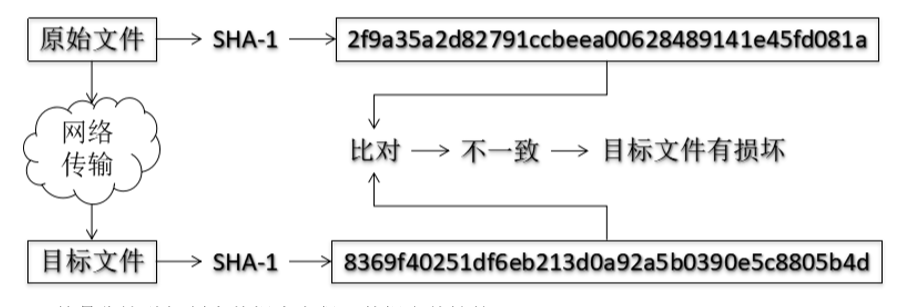 原始文件
SHA-1
2f9a35a2d82791ccbeea00628489141e45fd081a
网络
传输
比对
不一致
目标文件有损坏
目标文件
SHA-1
8369f40251df6eb213d0a92a5b0390e5c8805b4d